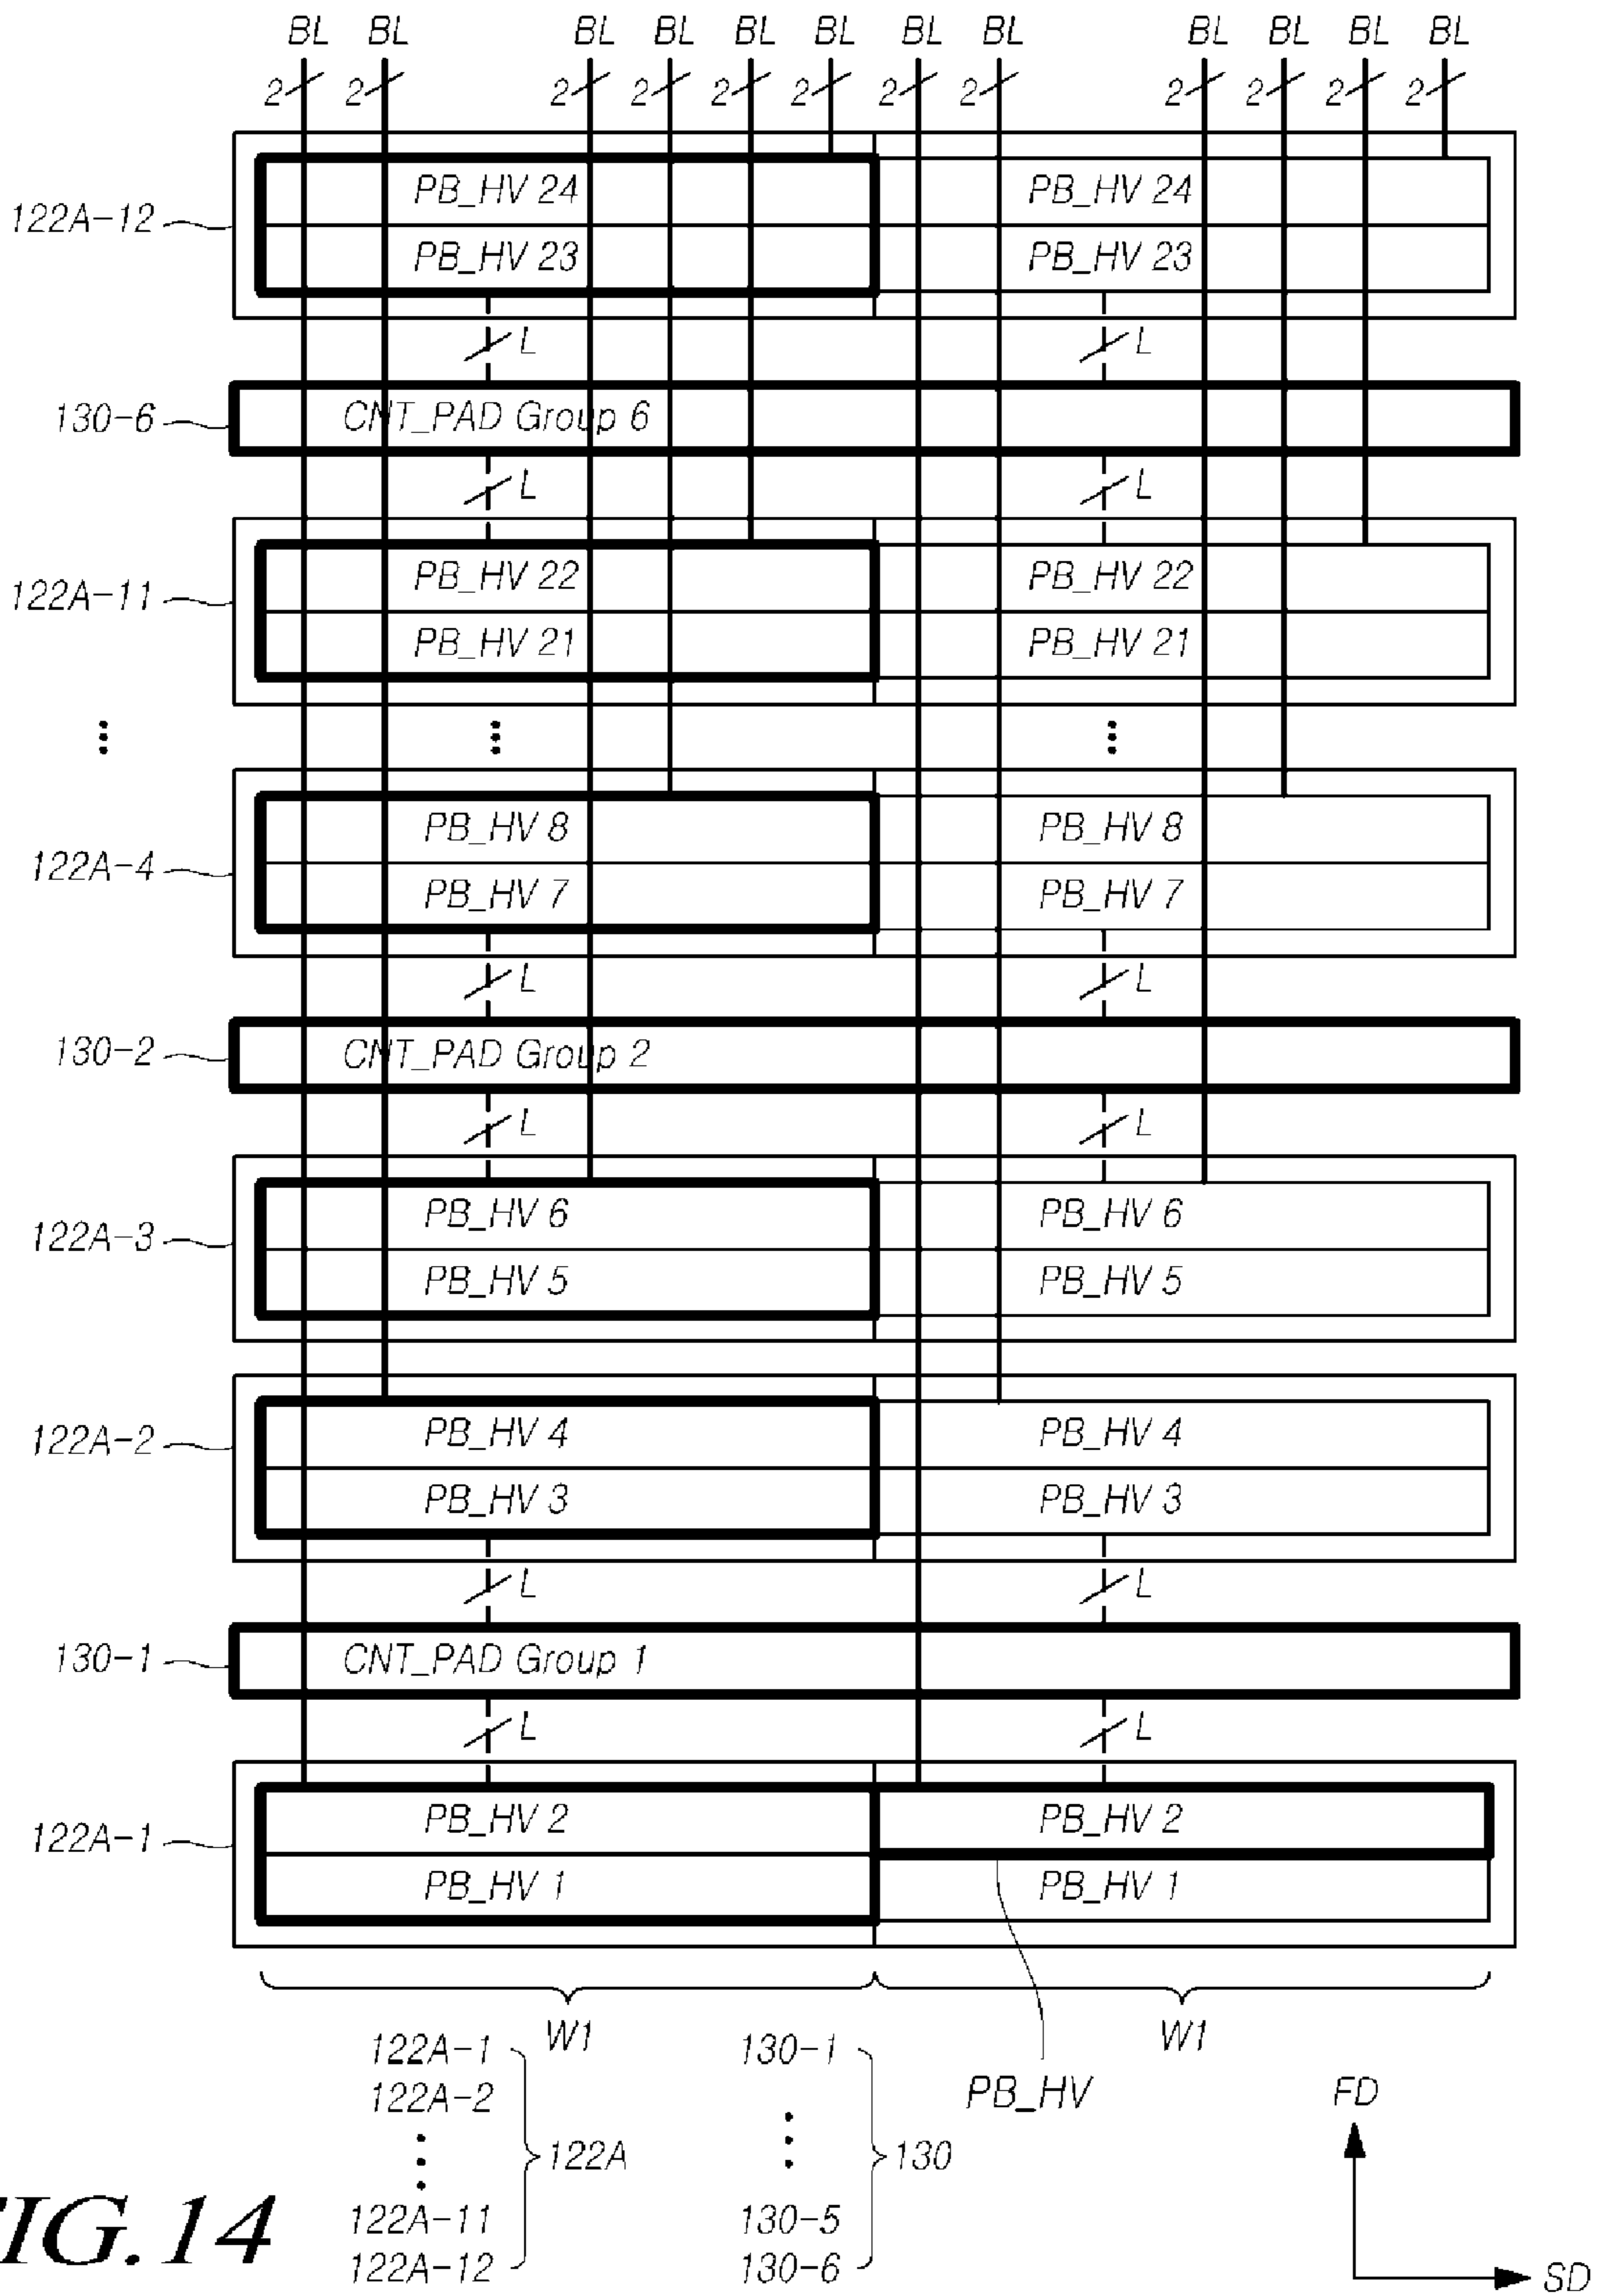 BL BL BL BL BL BL BL BL BL BL BL BL
2 2 2 2 2 2 2 2 2 2 2 2
PB_HV 24 PB_HV 24
122A-12
PB_HV 23 PB_HV 23
L L
130-6 CNT_PAD Group 6
L L
PB_HV 22 PB_HV 22
122A-11
PB_HV 21 PB_HV 21
PB_HV 8 PB_HV 8
122A-4
PB_HV 7 PB_HV 7
L L
130-2 CNT_PAD Group 2
L L
PB_HV 6 PB_HV 6
122A-3
PB_HV 5 PB_HV 5
PB_HV 4 PB_HV 4
122A-2
PB_HV 3 PB_HV 3
L L
130-1 CNT_PAD Group 1
L L
PB_HV 2 PB_HV 2
122A-1
PB_HV 1 PB_HV 1
W1 W1
122A-1 130-1
122A-2 PB_HV FD
122A 130
122A-11 130-5
122A-12 130-6
SD
FIG.14